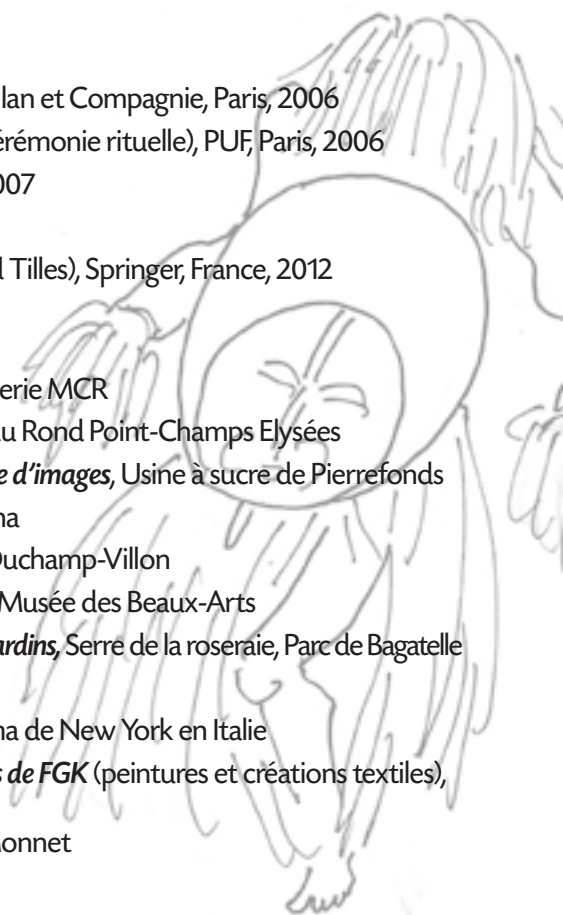 lan et Compagnie, Paris, 2006
érémonie rituelle), PUF, Paris, 2006
007
d Tilles), Springer, France, 2012
erie MCR
u Rond Point-Champs Elysées
e d'images, Usine à sucre de Pierrefonds
na
Duchamp-Villon
Musée des Beaux-Arts
ardins, Serre de la roseraie, Parc de Bagatelle
na de New York en Italie
s de FGK (peintures et créations textiles),
onnet